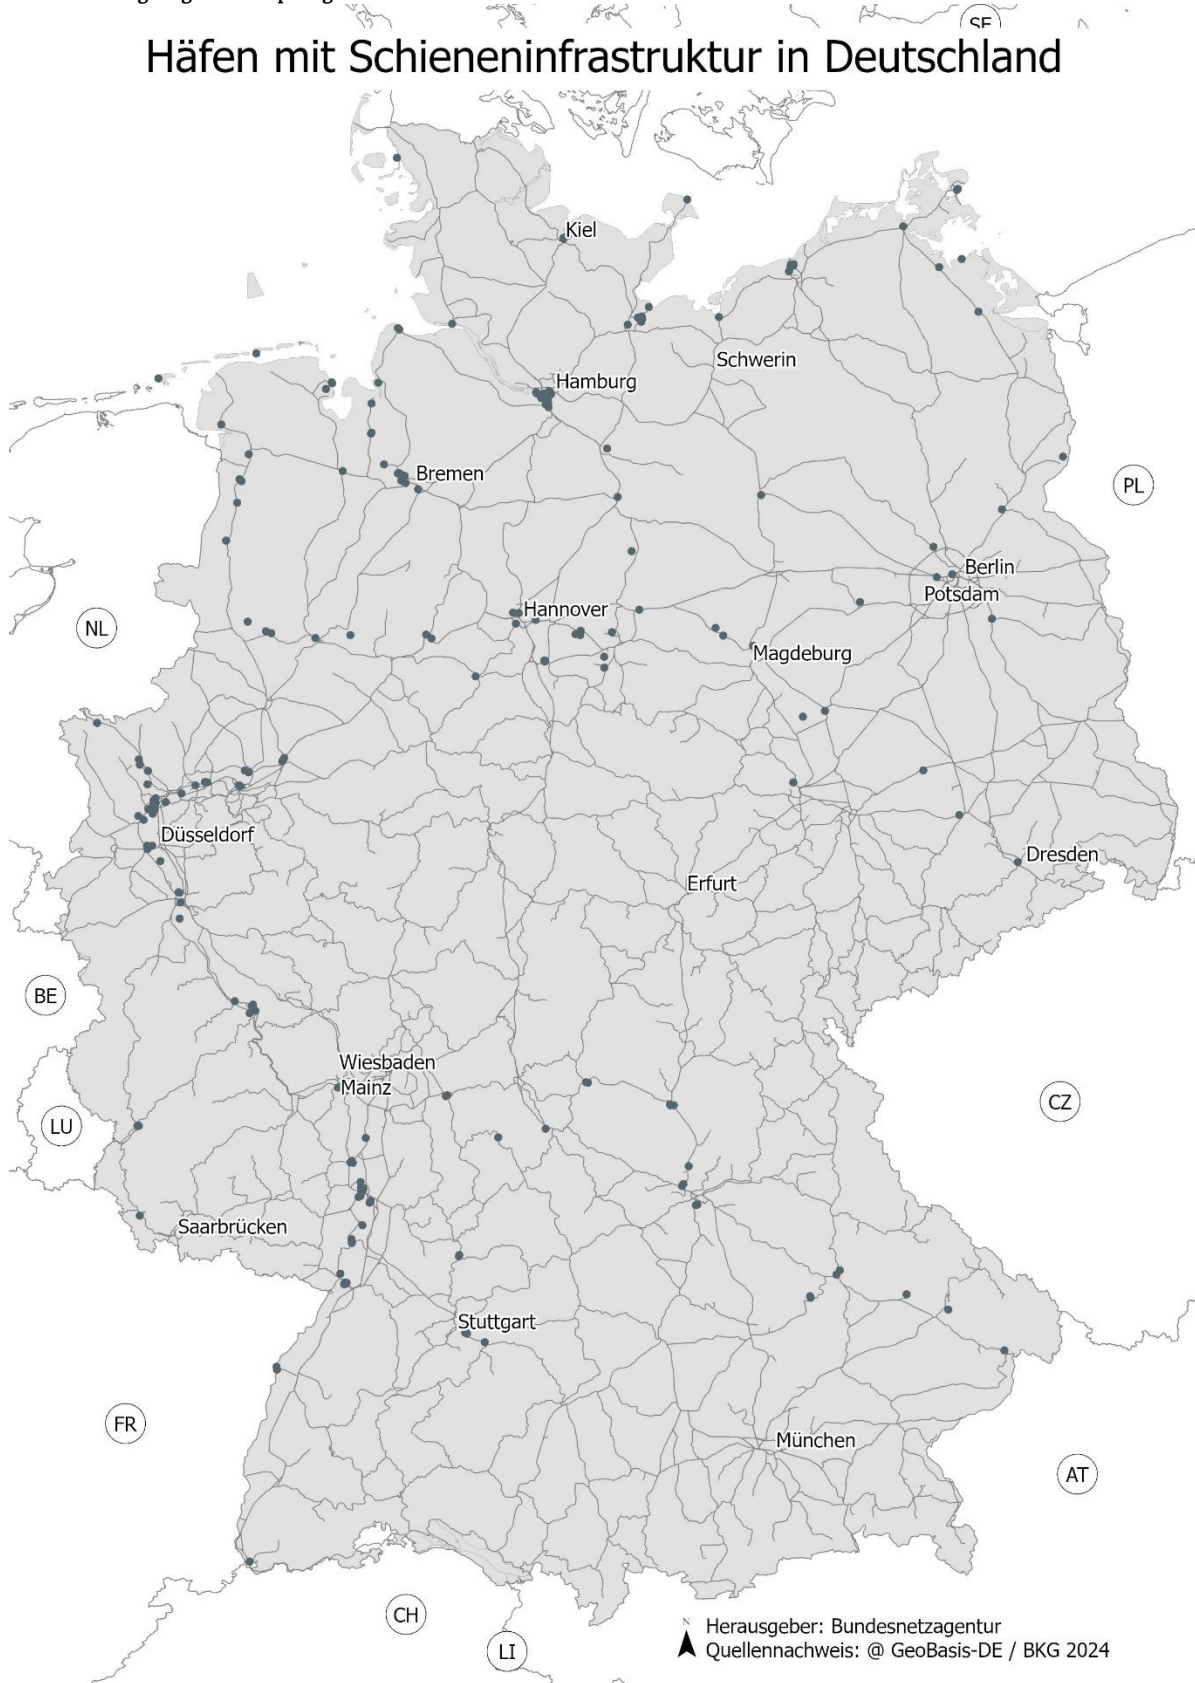 SE
Häfen mit Schieneninfrastruktur in Deutschland
Kiel
Schwerin
Hamburg
Bremen
PL
Berlin
Potsdam
Hannover
NL
Magdeburg
Düsseldorf
Dresden
Erfurt
BE
Wiesbaden
Mainz
CZ
LU
Saarbrücken
Stuttgart
FR
München
AT
CH
LI
N
Herausgeber: Bundesnetzagentur
Quellennachweis: @ GeoBasis-DE / BKG 2024